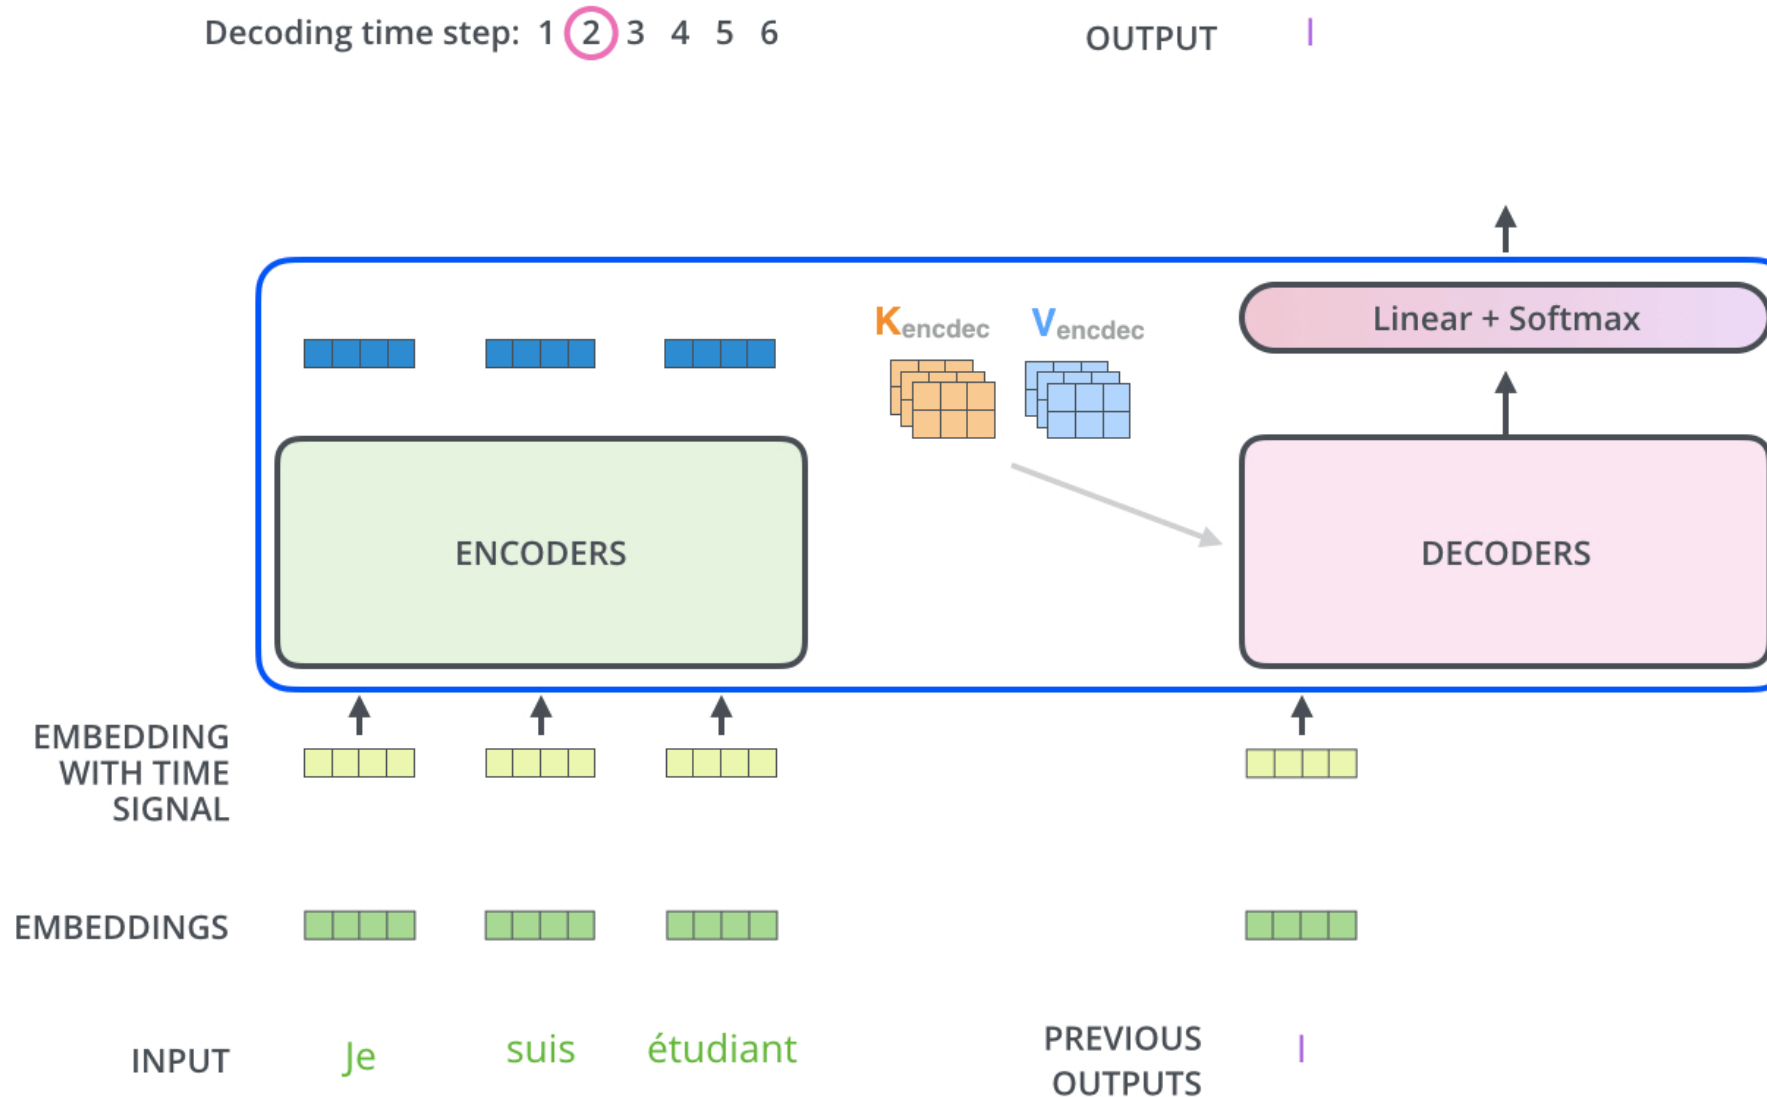 Decoding time step: 1 2 3 4 5 6
OUTPUT I
Kencdec Vencdec
Linear + Softmax
ENCODERS
DECODERS
EMBEDDING
WITH TIME
SIGNAL
EMBEDDINGS
INPUT Je suis étudiant
PREVIOUS
OUTPUTS
I